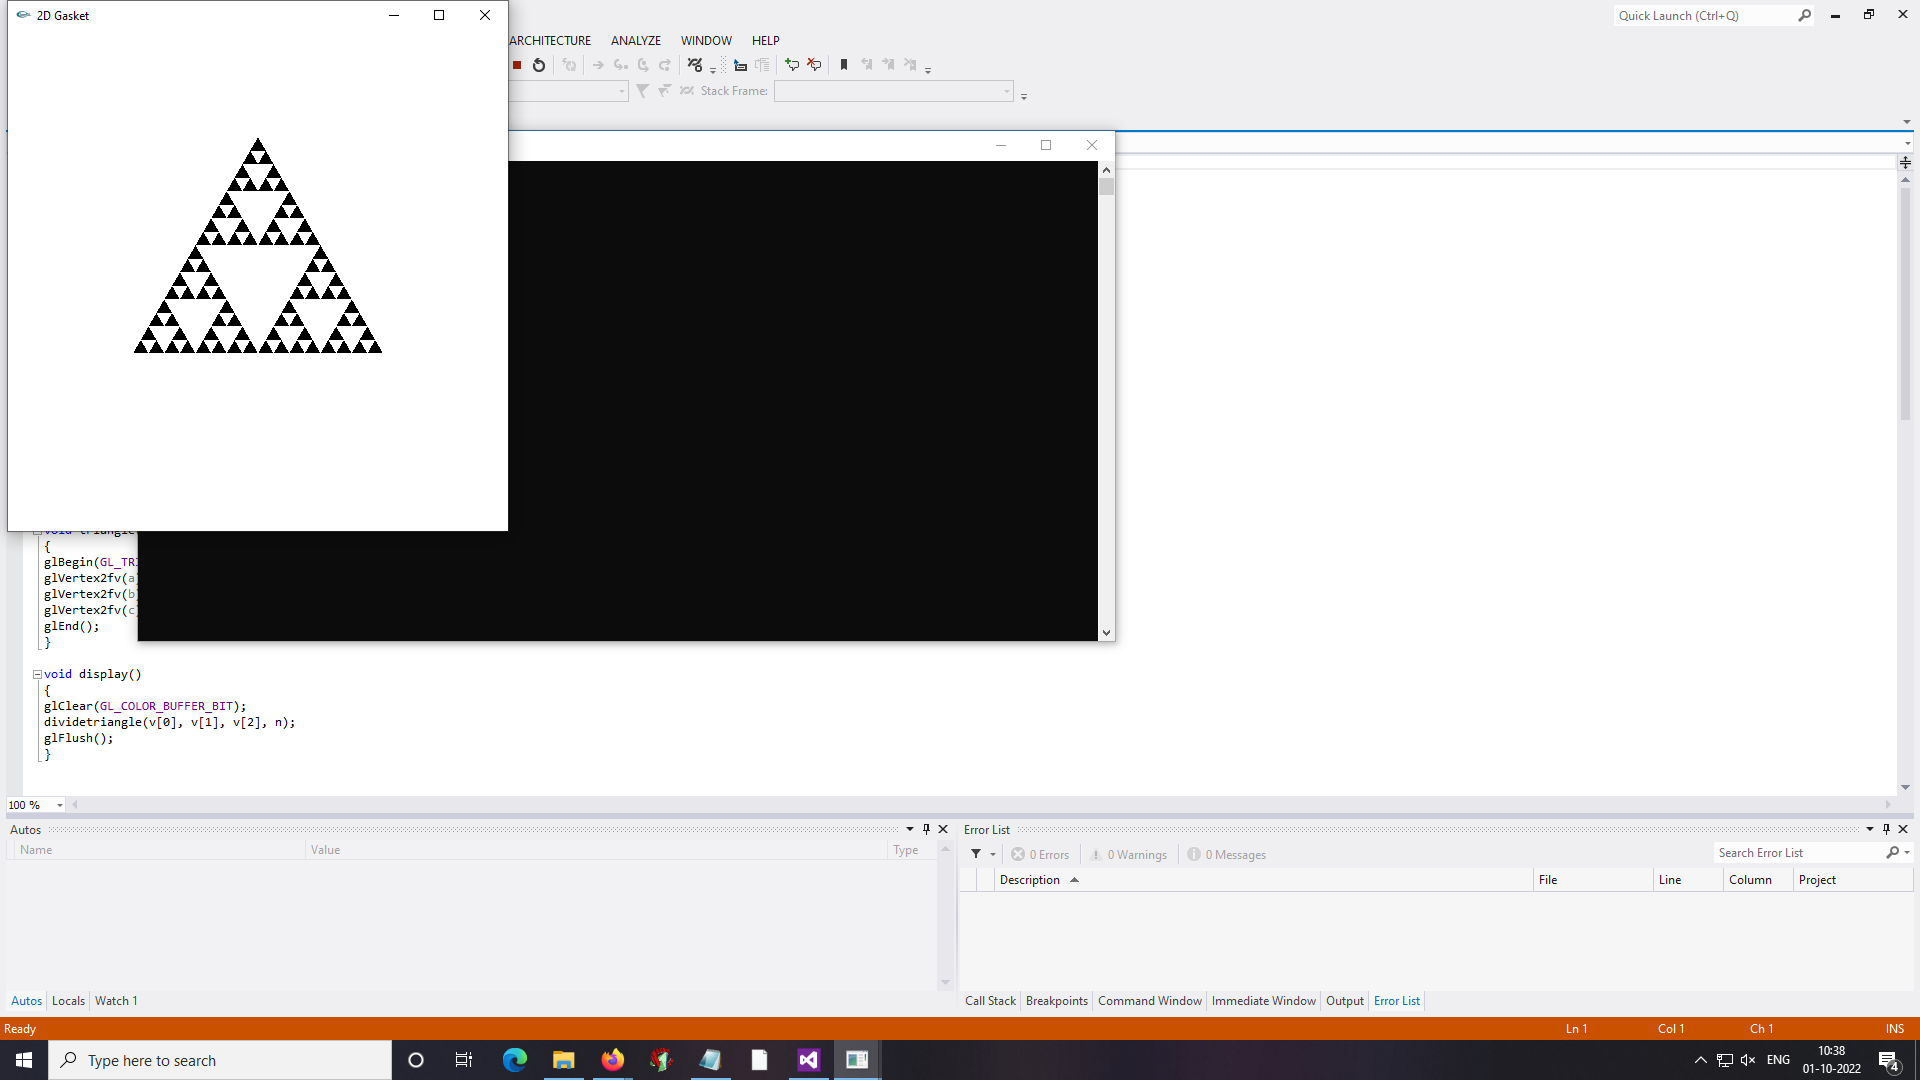 2D Gasket
Quick Launch (Ctrl+Q)
ARCHITECTURE ANALYZE WINDOW HELP
Stack Frame:
{
glBegin(GL_TRI
glVertex2fv(a
glVertex2fv(b
glVertex2fv(c
glEnd();
}
void display()
{
glClear(GL_COLOR_BUFFER_BIT);
dividetriangle(v[0], v[1], v[2], n);
glFlush();
}
100 %
Autos
Name Value Type
Autos Locals Watch 1
Error List
0 Errors 0 Warnings 0 Messages Search Error List
Description File Line Column Project
Call Stack Breakpoints Command Window Immediate Window Output Error List
Ready Ln 1 Col 1 Ch 1 INS
Type here to search
ENG
10:38
01-10-2022
4